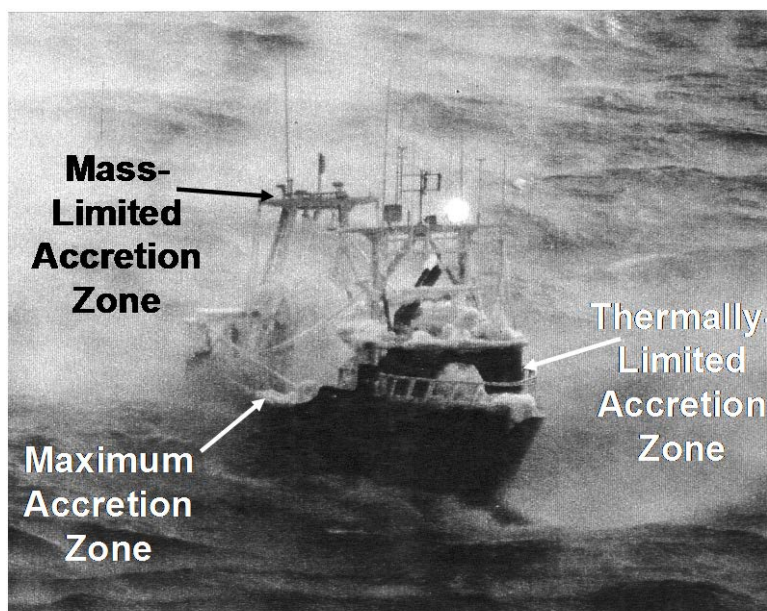 Mass-
Limited
Accretion
Zone
Thermally-
Limited
Accretion
Zone
Maximum
Accretion
Zone